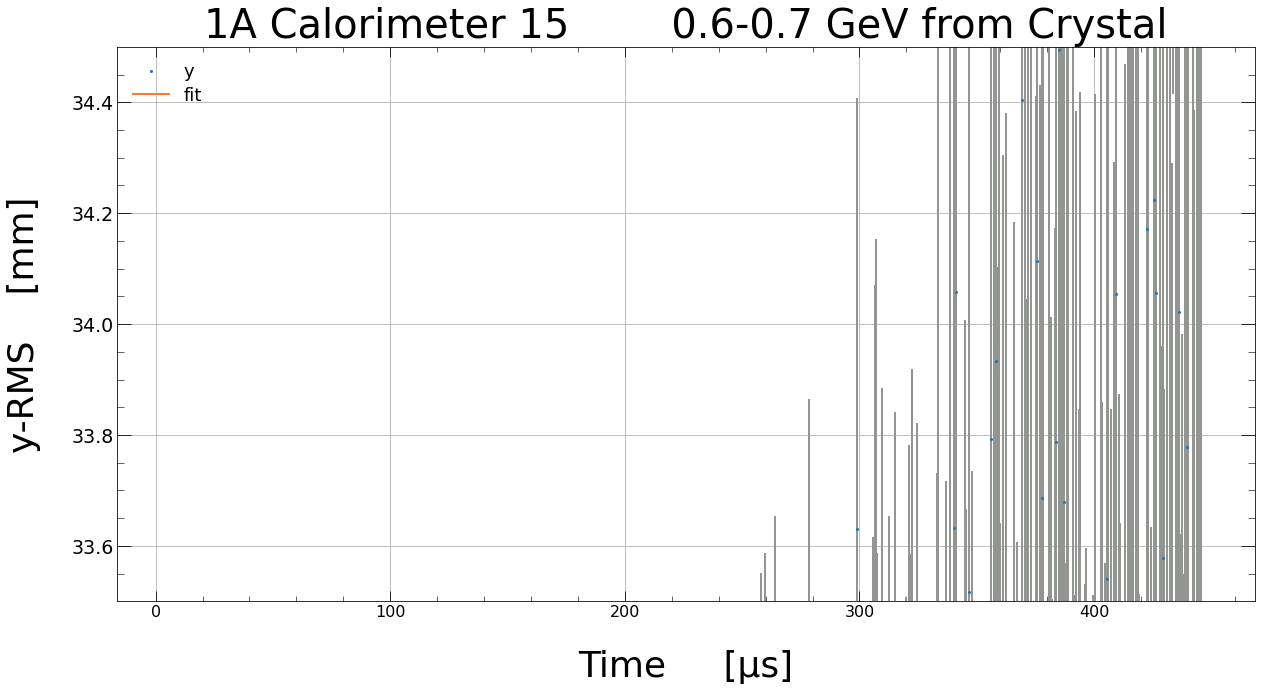 1A Calorimeter 15 0.6-0.7 GeV from Crystal
y
fit
34.4
34.2
34.0
33.8
33.6
y-RMS [mm]
0 100 200 300 400
Time [µs]